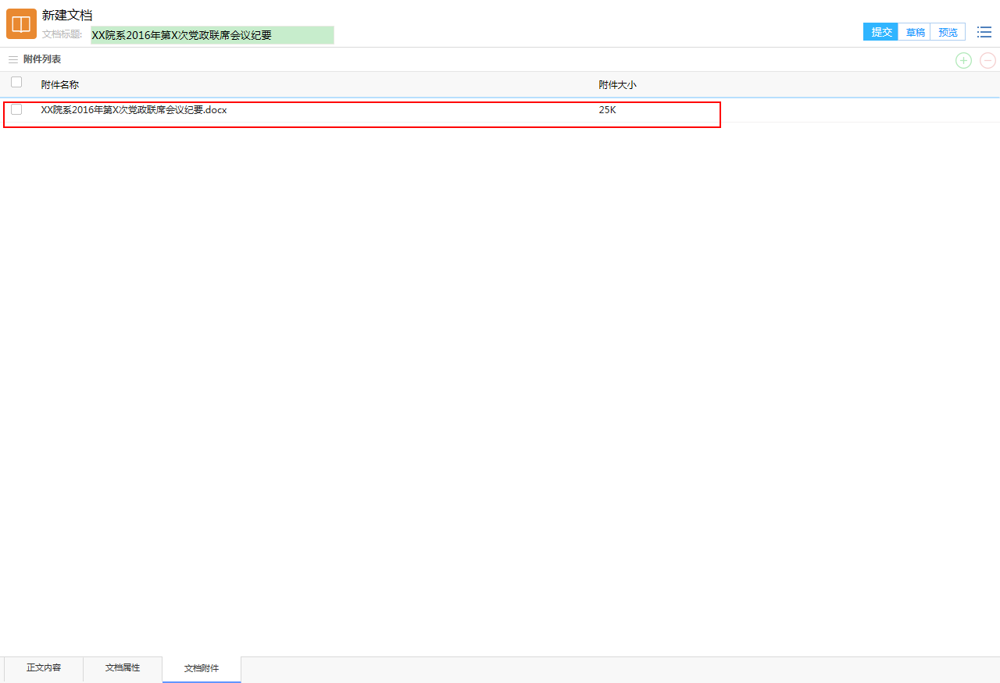 新建文档
文档标题: XX院系2016年第X次党政联席会议纪要
提交 草稿 预览
附件列表
附件名称 附件大小
XX院系2016年第X次党政联席会议纪要.docx 25K
正文内容 文档属性 文档附件